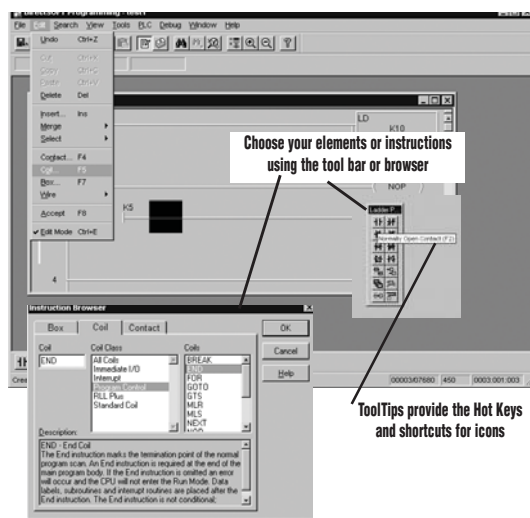 DirectSOFT Programming - test1
File Edit Search View Tools PLC Debug Window Help
Undo Ctrl+Z
Cut Ctrl+X
Copy Ctrl+C
Paste Ctrl+V
Delete Del
Insert... Ins
Merge
Select
Contact... F4
Coil... F5
Box... F7
Wire
Accept F8
Edit Mode Ctrl+E
LD
K10
Choose your elements or instructions
using the tool bar or browser
NOP
K5
Ladder P
Normally Open Contact (F2)
4
Instruction Browser
Box Coil Contact
OK
Cancel
Help
Coil
END
Coil Class
All Coils
Immediate I/O
Interrupt
Program Control
RLL Plus
Standard Coil
Coils
BREAK
END
FOR
GOTO
GTS
MLR
MLS
NEXT
NOP
00003/07680 450 0003:001:003
ToolTips provide the Hot Keys
and shortcuts for icons
Description:
END - End Coil
The End instruction marks the termination point of the normal
program scan. An End instruction is required at the end of the
main program body. If the End instruction is omitted an error
will occur and the CPU will not enter the Run Mode. Data
labels, subroutines and interrupt routines are placed after the
End instruction. The End instruction is not conditional;